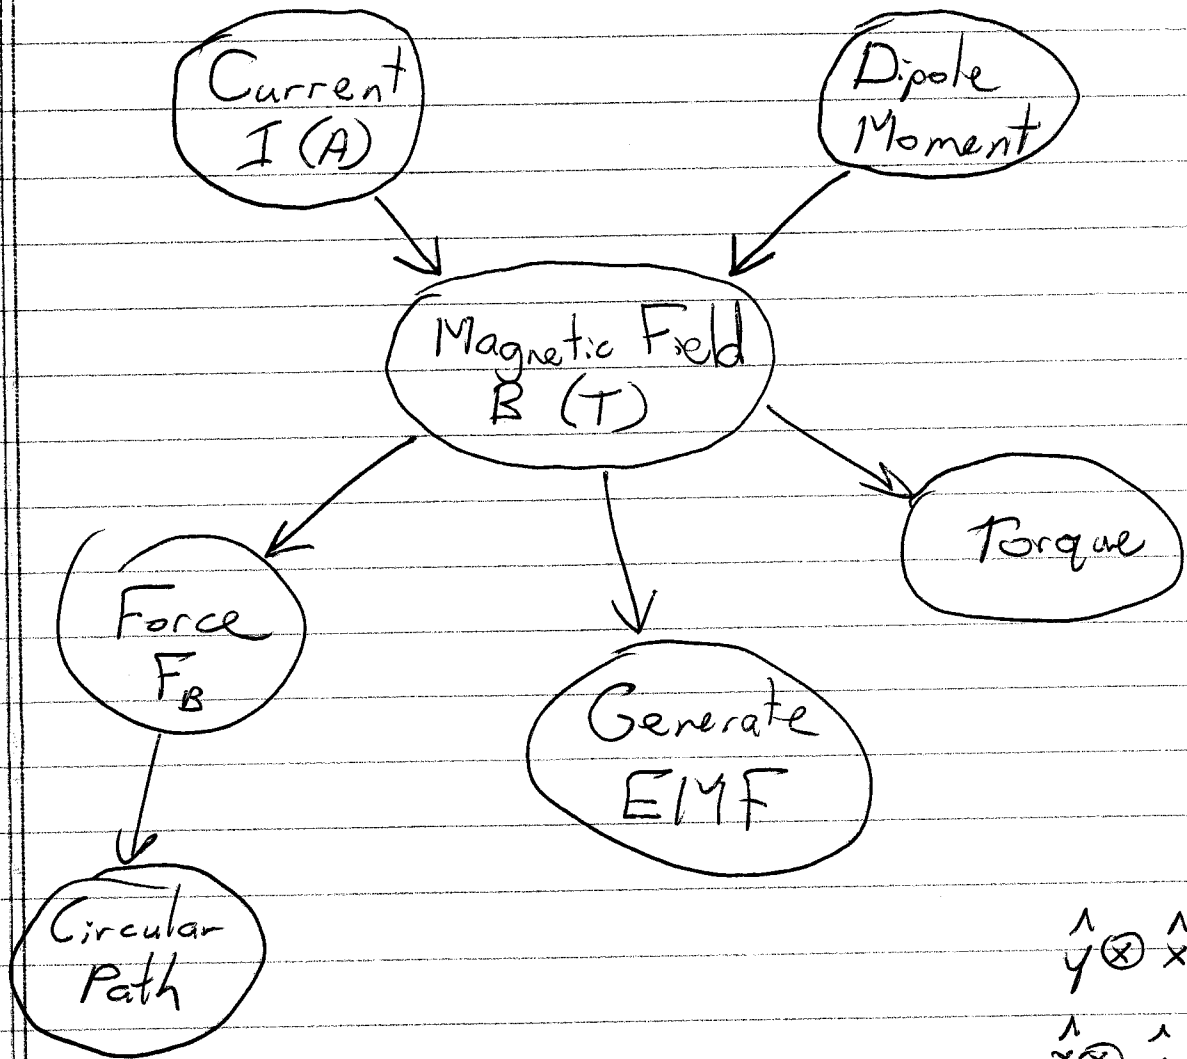 Current
I (A)
Dipole
Moment
Magnetic Field
B (T)
Force
F_B
Generate
EMF
Torque
Circular
Path
ŷ ⊗ x̂